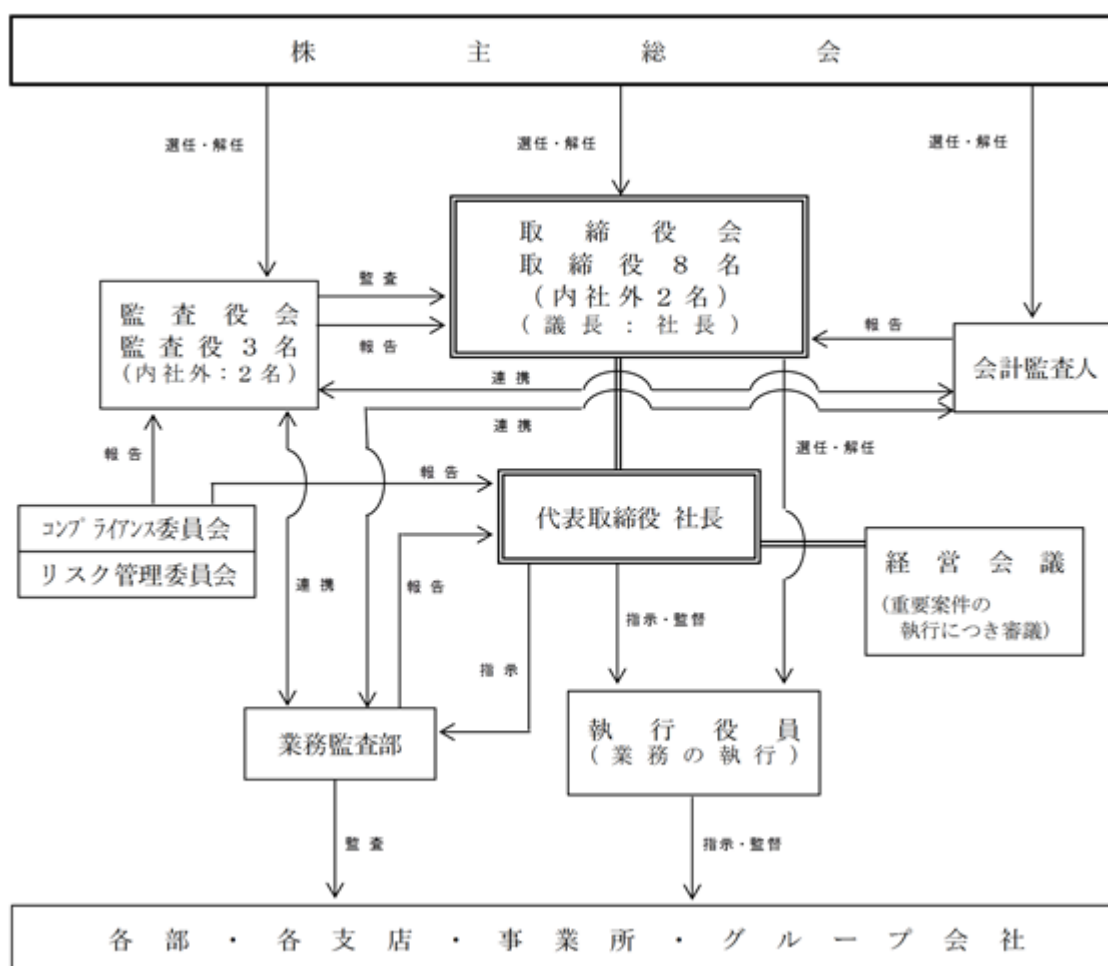 株主総会
選任・解任
選任・解任
選任・解任
取締役会
取締役8名
(内社外2名)
(議長:社長)
監査
報告
監査役会
監査役3名
(内社外:2名)
報告
会計監査人
連携
連携
報告
選任・解任
報告
コンプライアンス委員会
リスク管理委員会
代表取締役 社長
経営会議
(重要案件の
執行につき審議)
連携
報告
指示・監督
指示
業務監査部
執行役員
(業務の執行)
監査
指示・監督
各部・各支店・事業所・グループ会社